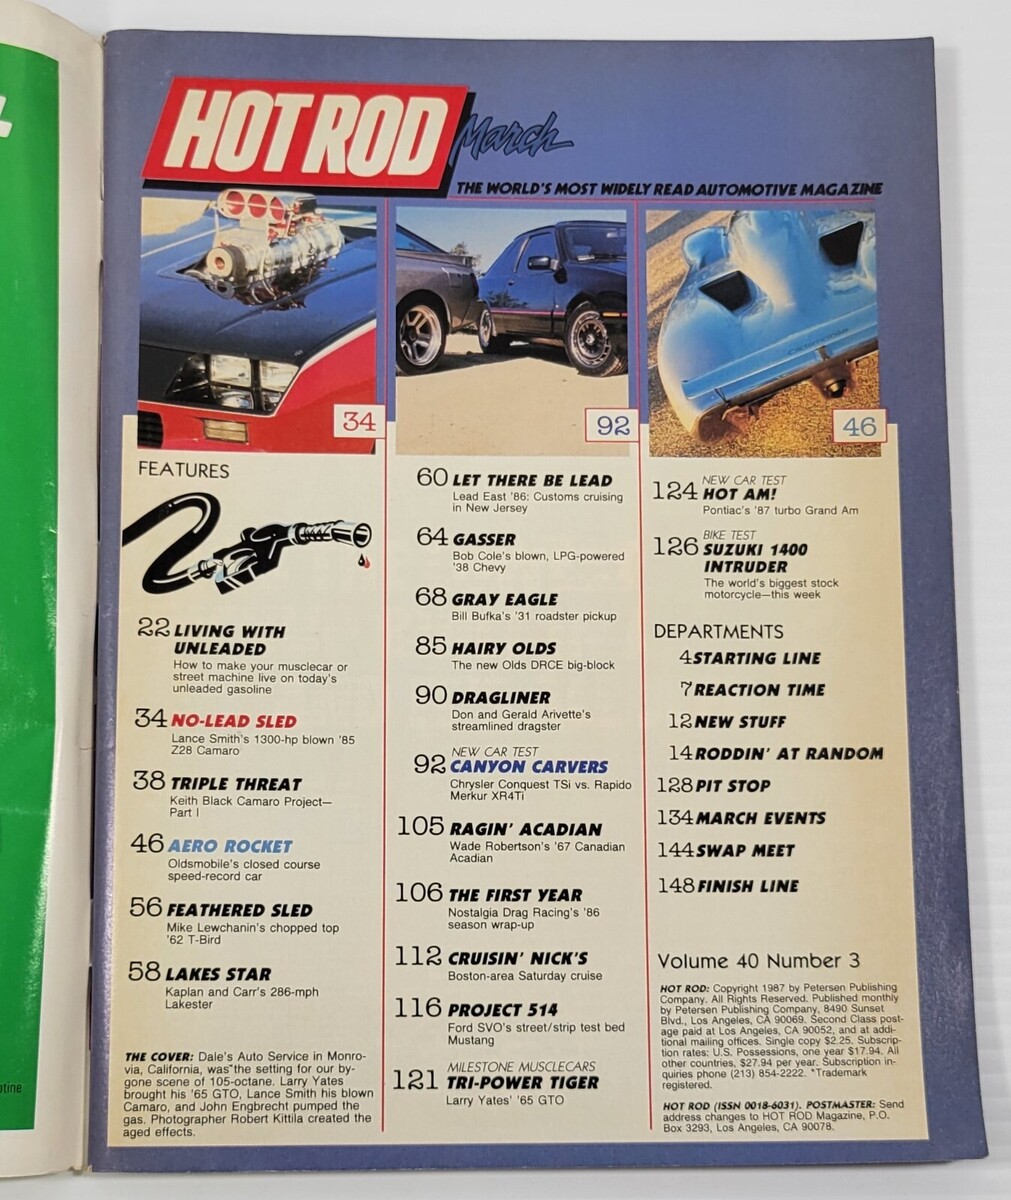 HOT ROD
March
THE WORLD'S MOST WIDELY READ AUTOMOTIVE MAGAZINE
34
92
46
FEATURES
22 LIVING WITH
UNLEADED
How to make your musclecar or
street machine live on today's
unleaded gasoline
34 NO-LEAD SLED
Lance Smith's 1300-hp blown '85
Z28 Camaro
38 TRIPLE THREAT
Keith Black Camaro Project—
Part I
46 AERO ROCKET
Oldsmobile's closed course
speed-record car
56 FEATHERED SLED
Mike Lewchanin's chopped top
'62 T-Bird
58 LAKES STAR
Kaplan and Carr's 286-mph
Lakester
THE COVER: Dale's Auto Service in Monro-
via, California, was the setting for our by-
gone scene of 105-octane. Larry Yates
brought his '65 GTO, Lance Smith his blown
Camaro, and John Engbrecht pumped the
gas. Photographer Robert Kittila created the
aged effects.
60 LET THERE BE LEAD
Lead East '86: Customs cruising
in New Jersey
64 GASSER
Bob Cole's blown, LPG-powered
'38 Chevy
68 GRAY EAGLE
Bill Bufka's '31 roadster pickup
85 HAIRY OLDS
The new Olds DRCE big-block
90 DRAGLINER
Don and Gerald Arivette's
streamlined dragster
NEW CAR TEST
92 CANYON CARVERS
Chrysler Conquest TSi vs. Rapido
Merkur XR4Ti
105 RAGIN' ACADIAN
Wade Robertson's '67 Canadian
Acadian
106 THE FIRST YEAR
Nostalgia Drag Racing's '86
season wrap-up
112 CRUISIN' NICK'S
Boston-area Saturday cruise
116 PROJECT 514
Ford SVO's street/strip test bed
Mustang
MILESTONE MUSCLECARS
121 TRI-POWER TIGER
Larry Yates' '65 GTO
NEW CAR TEST
124 HOT AM!
Pontiac's '87 turbo Grand Am
BIKE TEST
126 SUZUKI 1400
INTRUDER
The world's biggest stock
motorcycle—this week
DEPARTMENTS
4 STARTING LINE
7 REACTION TIME
12 NEW STUFF
14 RODDIN' AT RANDOM
128 PIT STOP
134 MARCH EVENTS
144 SWAP MEET
148 FINISH LINE
Volume 40 Number 3
HOT ROD: Copyright 1987 by Petersen Publishing
Company. All Rights Reserved. Published monthly
by Petersen Publishing Company, 8490 Sunset
Blvd., Los Angeles, CA 90069. Second Class post-
age paid at Los Angeles, CA 90052, and at addi-
tional mailing offices. Single copy $2.25. Subscrip-
tion rates: U.S. Possessions, one year $17.94. All
other countries, $27.94 per year. Subscription in-
quiries phone (213) 854-2222. *Trademark
registered.
HOT ROD (ISSN 0018-6031). POSTMASTER: Send
address changes to HOT ROD Magazine, P.O.
Box 3293, Los Angeles, CA 90078.